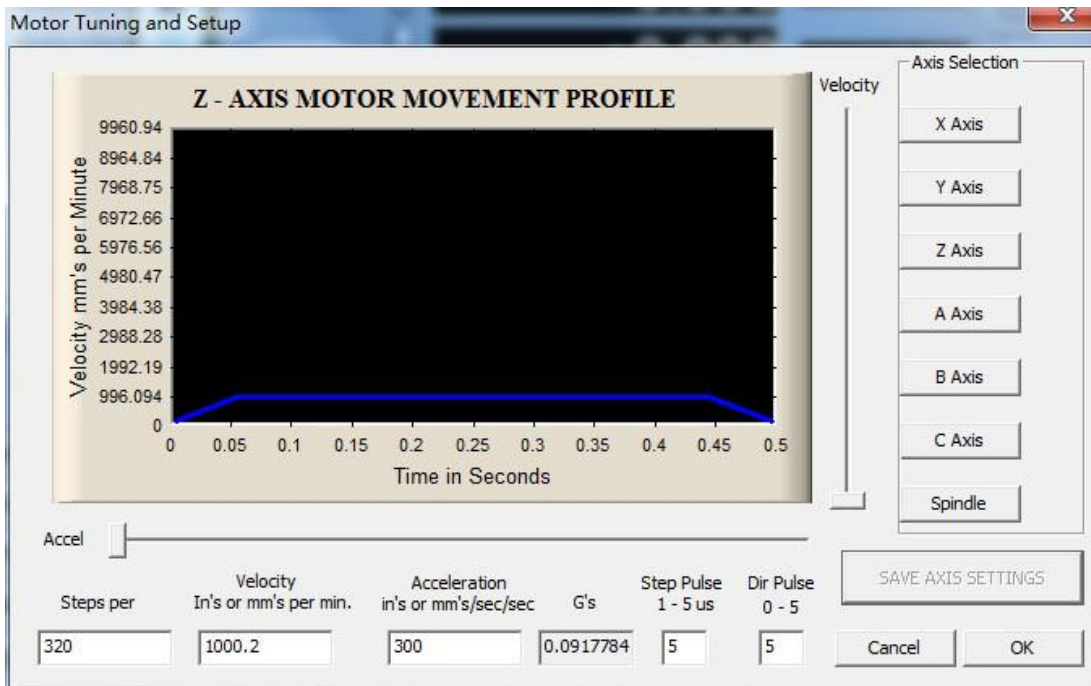 Motor Tuning and Setup
Z - AXIS MOTOR MOVEMENT PROFILE
Velocity mm's per Minute
9960.94
8964.84
7968.75
6972.66
5976.56
4980.47
3984.38
2988.28
1992.19
996.094
0
0 0.05 0.1 0.15 0.2 0.25 0.3 0.35 0.4 0.45 0.5
Time in Seconds
Velocity
Axis Selection
X Axis
Y Axis
Z Axis
A Axis
B Axis
C Axis
Spindle
Accel
Steps per
Velocity
In's or mm's per min.
Acceleration
in's or mm's/sec/sec
G's
Step Pulse
1 - 5 us
Dir Pulse
0 - 5
320 1000.2 300 0.0917784 5 5
SAVE AXIS SETTINGS
Cancel OK